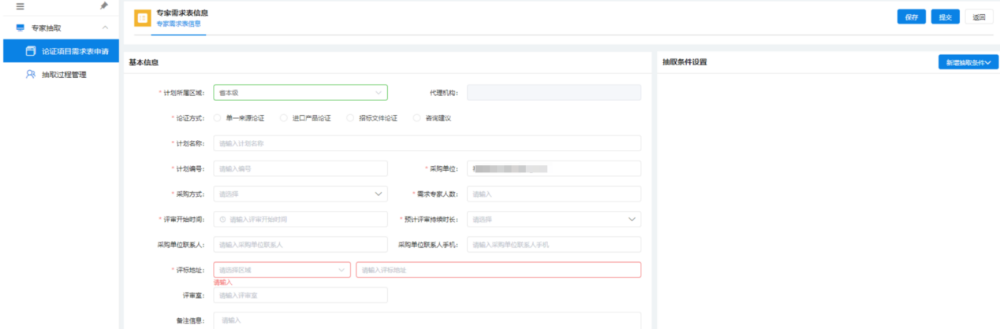 专家需求表信息
专家需求表信息
保存
提交
返回
专家抽取
论证项目需求表申请
抽取过程管理
基本信息
* 计划所属区域: 省本级
代理机构:
* 论证方式: 单一来源论证 进口产品论证 招标文件论证 咨询建议
* 计划名称: 请输入计划名称
* 计划编号: 请输入编号
* 采购单位:
* 采购方式: 请选择
* 需求专家人数: 请输入
* 评审开始时间: 请输入评审开始时间
* 预计评审持续时长: 请选择
采购单位联系人: 请输入采购单位联系人
采购单位联系人手机: 请输入采购单位联系人手机
* 评标地址: 请选择区域 请输入评标地址
请输入
评审室: 请输入评审室
备注信息: 请输入
抽取条件设置
新增抽取条件